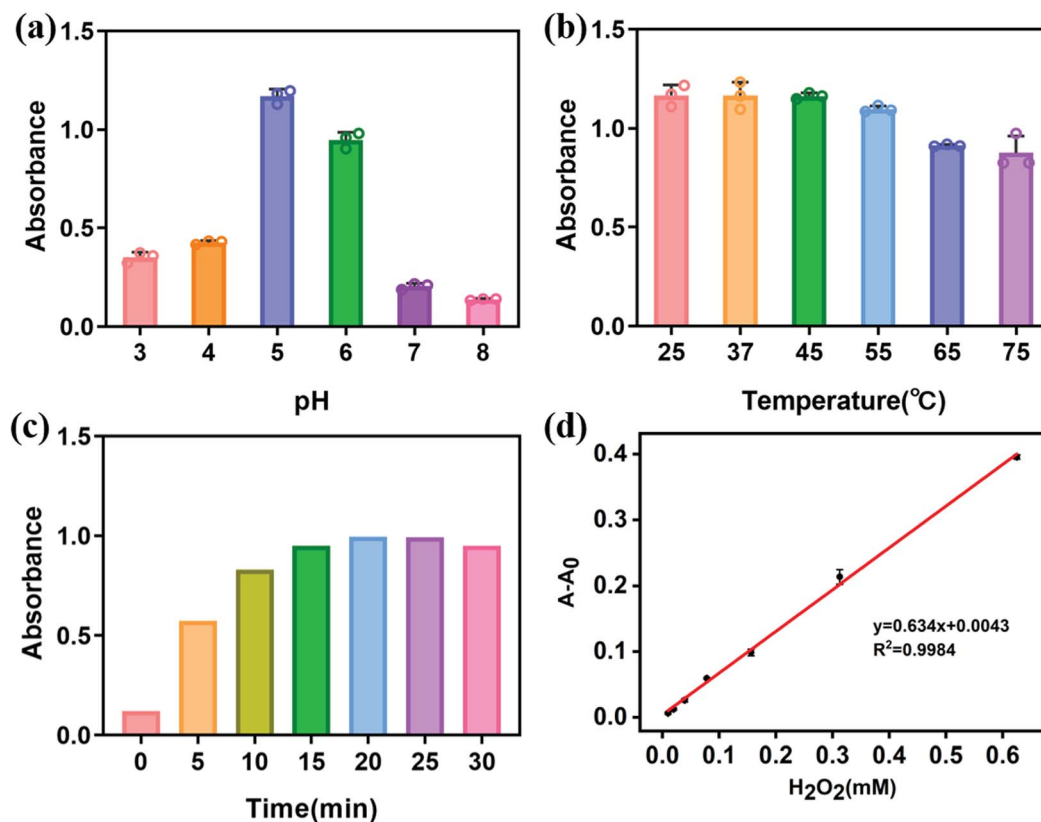 (a)
1.5
1.0
0.5
0.0
Absorbance
3 4 5 6 7 8
pH
(b)
1.5
1.0
0.5
0.0
Absorbance
25 37 45 55 65 75
Temperature(℃)
(c)
1.5
1.0
0.5
0.0
Absorbance
0 5 10 15 20 25 30
Time(min)
(d)
0.4
0.3
0.2
0.1
0.0
A-A₀
y=0.634x+0.0043
R²=0.9984
0.0 0.1 0.2 0.3 0.4 0.5 0.6
H₂O₂(mM)